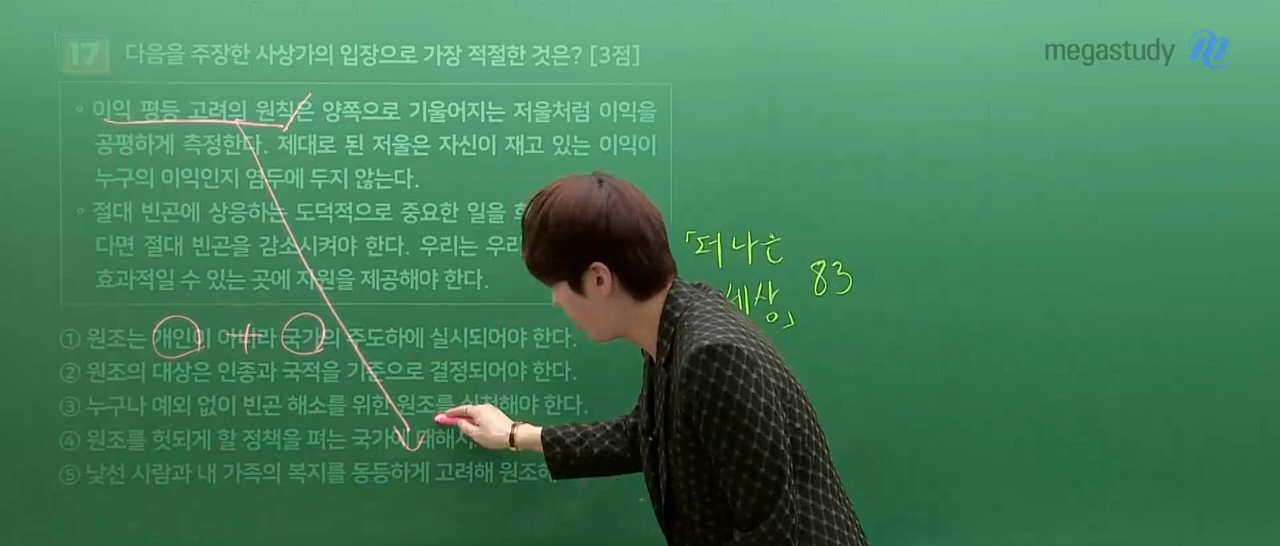 megastudy
17 다음을 주장한 사상가의 입장으로 가장 적절한 것은? [3점]
◦ 이익 평등 고려의 원칙은 양쪽으로 기울어지는 저울처럼 이익을
공평하게 측정한다. 제대로 된 저울은 자신이 재고 있는 이익이
누구의 이익인지 염두에 두지 않는다.
◦ 절대 빈곤에 상응하는 도덕적으로 중요한 일을
다면 절대 빈곤을 감소시켜야 한다. 우리는
효과적일 수 있는 곳에 자원을 제공해야 한다.
① 원조는 개인이 아니라 국가의 주도하에 실시되어야 한다.
② 원조의 대상은 인종과 국적을 기준으로 결정되어야 한다.
③ 누구나 예외 없이 빈곤 해소를 위한 원조를 실천해야 한다.
④ 원조를 헛되게 할 정책을 펴는 국가에
⑤ 낯선 사람과 내 가족의 복지를 동등하게 고려해
「더 나은
세상」 83